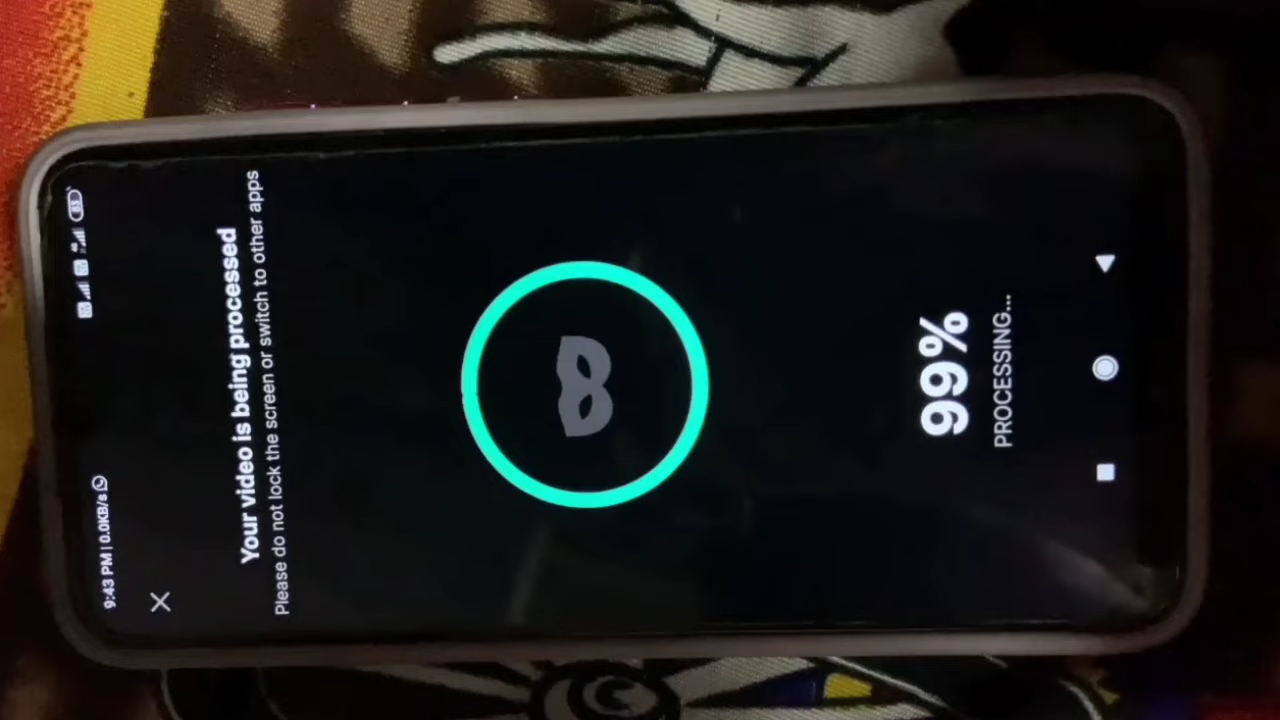 9:43 PM | 0.0KB/s
83
Your video is being processed
Please do not lock the screen or switch to other apps
99%
PROCESSING...